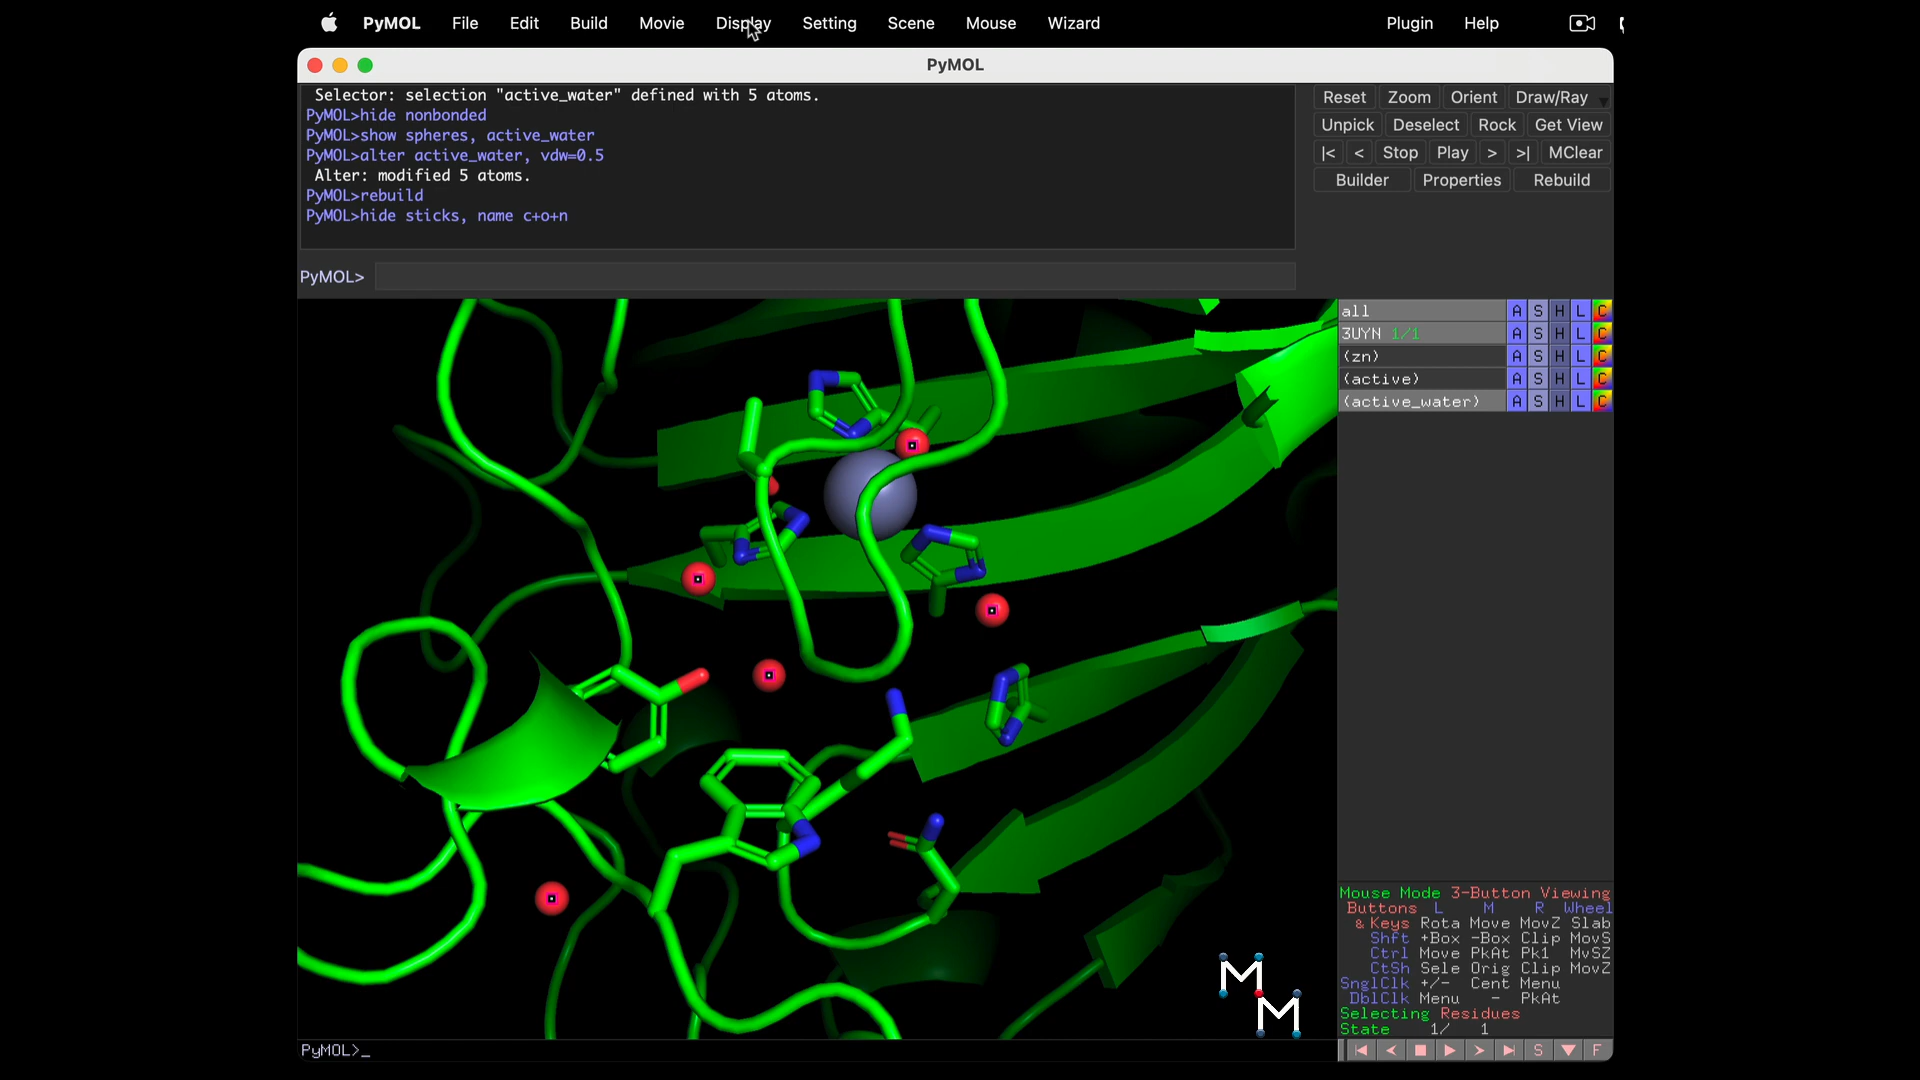 PyMOL File Edit Build Movie Display Setting Scene Mouse Wizard Plugin Help
PyMOL
Selector: selection "active_water" defined with 5 atoms.
PyMOL>hide nonbonded
PyMOL>show spheres, active_water
PyMOL>alter active_water, vdw=0.5
Alter: modified 5 atoms.
PyMOL>rebuild
PyMOL>hide sticks, name c+o+n
PyMOL>
Reset Zoom Orient Draw/Ray
Unpick Deselect Rock Get View
|< < Stop Play > >| MClear
Builder Properties Rebuild
all A S H L C
3UYN 1/1 A S H L C
(zn) A S H L C
(active) A S H L C
(active_water) A S H L C
Mouse Mode 3-Button Viewing
Buttons L M R Wheel
& Keys Rota Move MovZ Slab
Shft +Box -Box Clip MovS
Ctrl Move PkAt Pk1 MvSZ
CtSh Sele Orig Clip MovZ
SnglClk +/- Cent Menu
DblClk Menu - PkAt
Selecting Residues
State 1/ 1
S F
PyMOL>_
MM